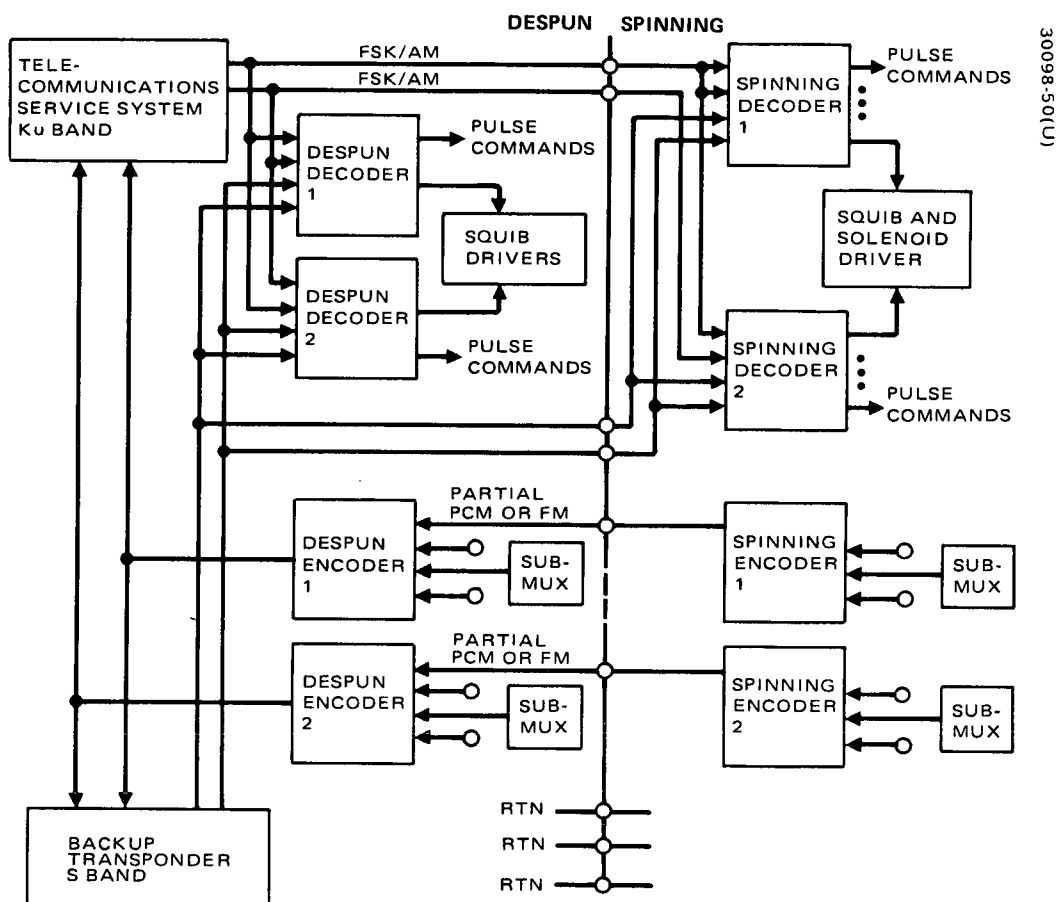 DESPUN SPINNING
30098-50(U)
TELE-
COMMUNICATIONS
SERVICE SYSTEM
Ku BAND
FSK/AM
FSK/AM
DESPUN
DECODER
1
PULSE
COMMANDS
SQUIB
DRIVERS
DESPUN
DECODER
2
PULSE
COMMANDS
SPINNING
DECODER
1
PULSE
COMMANDS
SQUIB AND
SOLENOID
DRIVER
SPINNING
DECODER
2
PULSE
COMMANDS
PARTIAL
PCM OR FM
DESPUN
ENCODER
1
SUB-
MUX
SPINNING
ENCODER
1
SUB-
MUX
PARTIAL
PCM OR FM
DESPUN
ENCODER
2
SUB-
MUX
SPINNING
ENCODER
2
SUB-
MUX
BACKUP
TRANSPONDER
S BAND
RTN
RTN
RTN